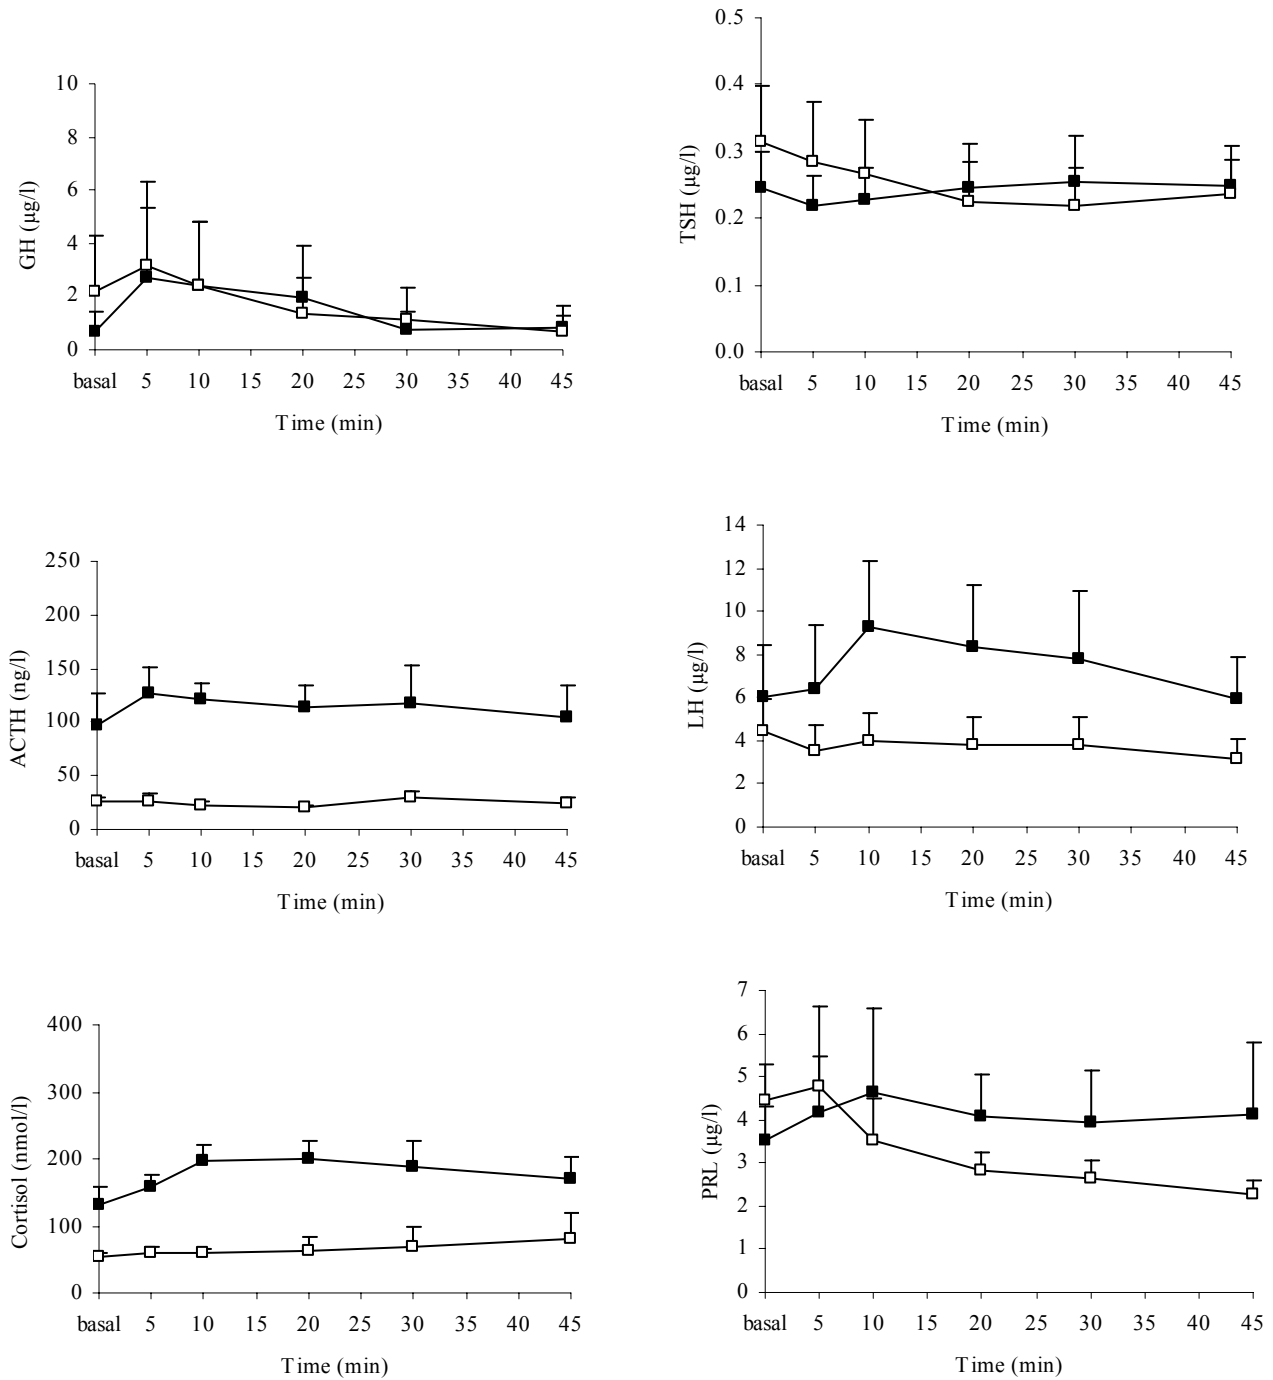 10
8
6
4
2
0
GH (µg/l)
basal 5 10 20 30 35 40 45
Time (min)
0.5
0.4
0.3
0.2
0.1
0.0
TSH (µg/l)
basal 5 10 15 20 25 30 35 40 45
Time (min)
250
200
150
100
50
0
ACTH (ng/l)
basal 5 10 15 20 25 30 35 40 45
Time (min)
14
12
10
8
6
4
2
0
LH (µg/l)
basal 5 10 15 20 25 30 35 40 45
Time (min)
400
300
200
100
0
Cortisol (nmol/l)
basal 5 10 15 20 25 30 35 40 45
Time (min)
7
6
5
4
3
2
1
0
PRL (µg/l)
basal 5 10 15 20 25 30 35 40 45
Time (min)